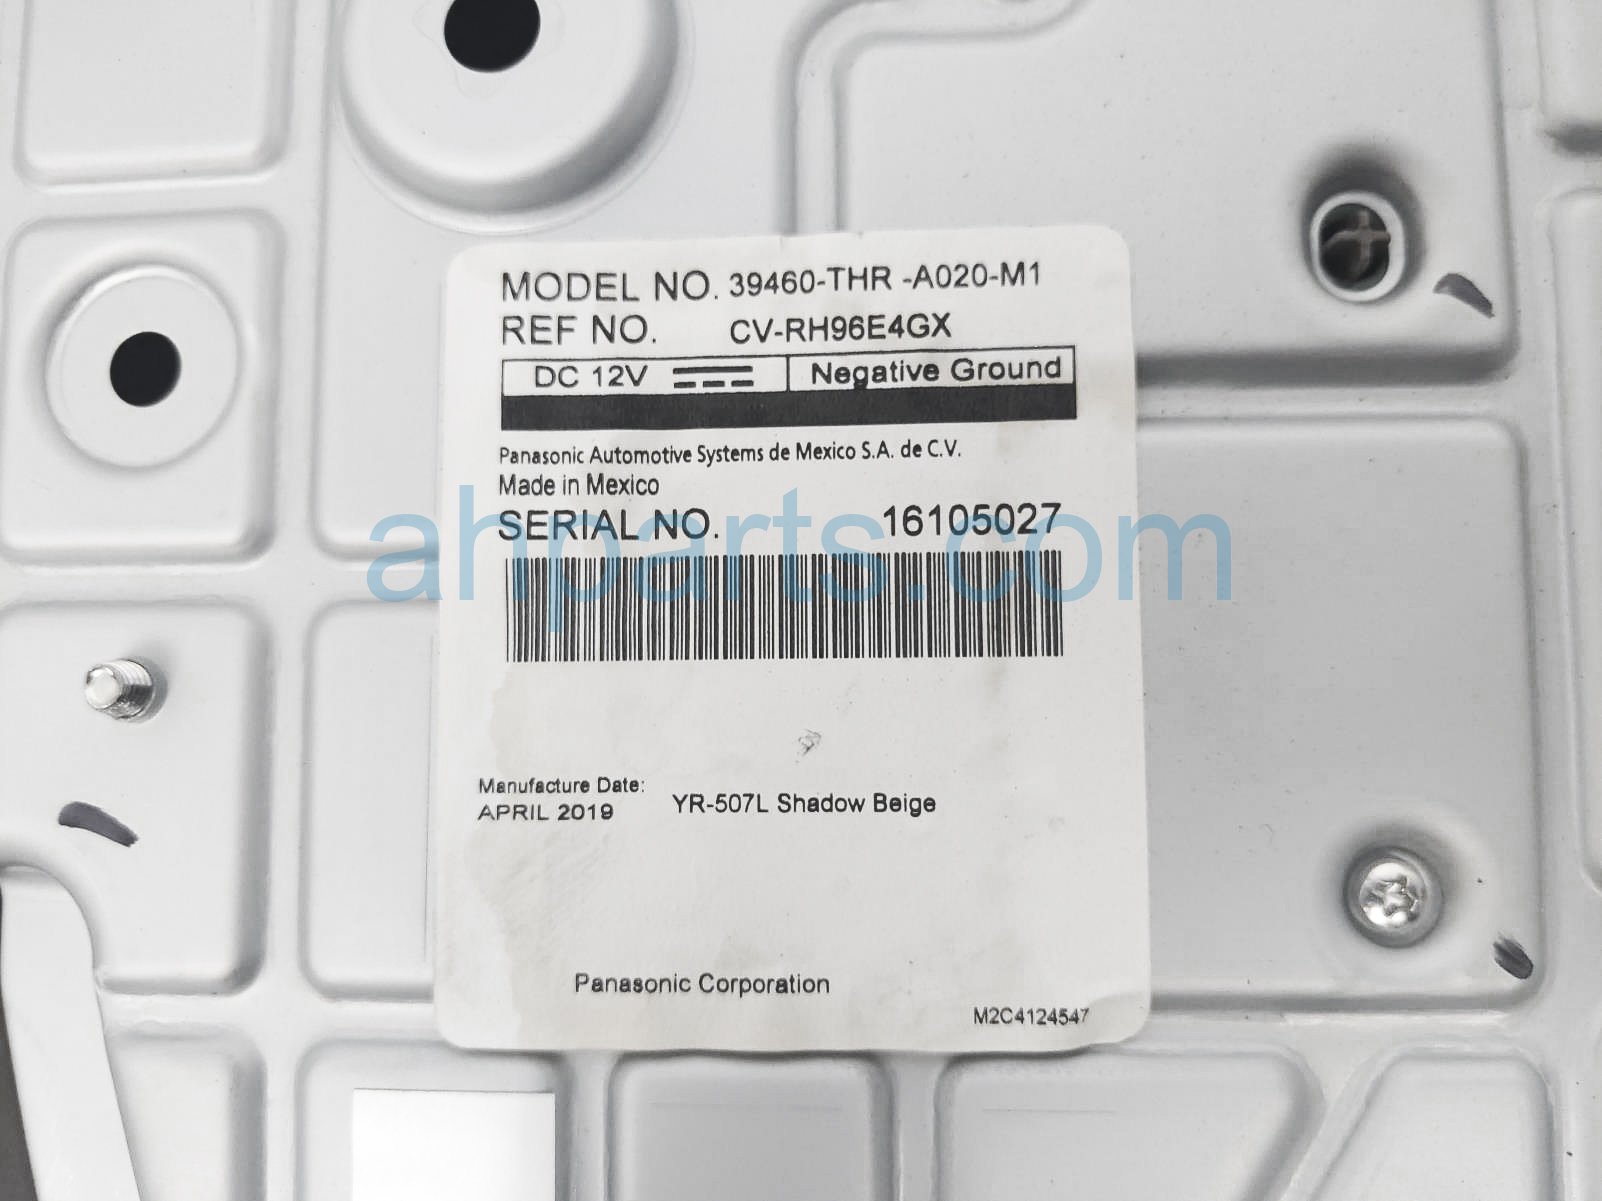 MODEL NO. 39460-THR -A020-M1
REF NO. CV-RH96E4GX
DC 12V Negative Ground
Panasonic Automotive Systems de Mexico S.A. de C.V.
Made in Mexico
SERIAL NO. 16105027
ahparts.com
Manufacture Date:
APRIL 2019 YR-507L Shadow Beige
Panasonic Corporation
M2C4124547